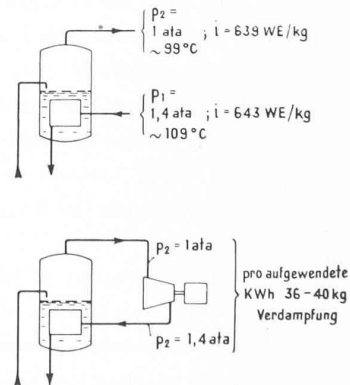 p₂ =
1 ata ; i = 639 WE/kg
~ 99°C
p₁ =
1,4 ata ; i = 643 WE/kg
~ 109°C
p₂ = 1 ata
pro aufgewendete
KWh 36 – 40 kg
Verdampfung
p₂ = 1,4 ata